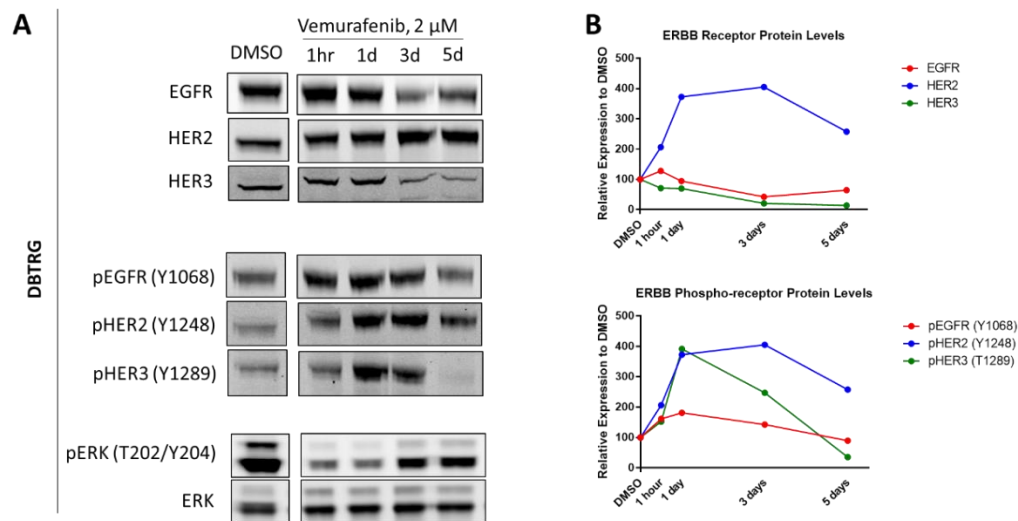 A
Vemurafenib, 2 µM
DMSO 1hr 1d 3d 5d
EGFR
HER2
HER3
DBTRG
pEGFR (Y1068)
pHER2 (Y1248)
pHER3 (Y1289)
pERK (T202/Y204)
ERK
B
ERBB Receptor Protein Levels
Relative Expression to DMSO
500
400
300
200
100
0
DMSO
1 hour
1 day
3 days
5 days
EGFR
HER2
HER3
ERBB Phospho-receptor Protein Levels
Relative Expression to DMSO
500
400
300
200
100
0
DMSO
1 hour
1 day
3 days
5 days
pEGFR (Y1068)
pHER2 (Y1248)
pHER3 (T1289)